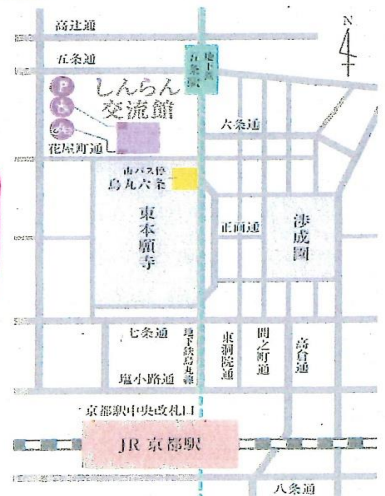 高辻通
N
五条通
地下鉄
五条駅
P
しんらん
交流館
六条通
花屋町通
市バス停
烏丸六条
東本願寺
正面通
渉成園
七条通
地下鉄烏丸線
東洞院通
間之町通
高倉通
塩小路通
京都駅中央改札口
JR 京都駅
八条通